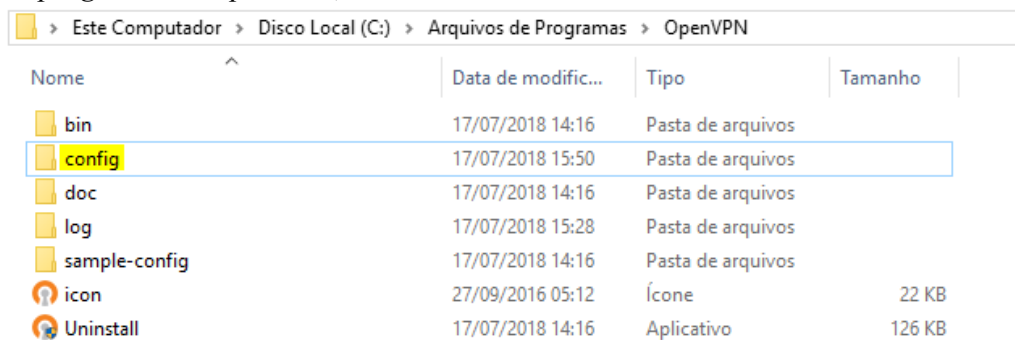 Este Computador > Disco Local (C:) > Arquivos de Programas > OpenVPN
Nome Data de modific... Tipo Tamanho
bin 17/07/2018 14:16 Pasta de arquivos
config 17/07/2018 15:50 Pasta de arquivos
doc 17/07/2018 14:16 Pasta de arquivos
log 17/07/2018 15:28 Pasta de arquivos
sample-config 17/07/2018 14:16 Pasta de arquivos
icon 27/09/2016 05:12 Ícone 22 KB
Uninstall 17/07/2018 14:16 Aplicativo 126 KB